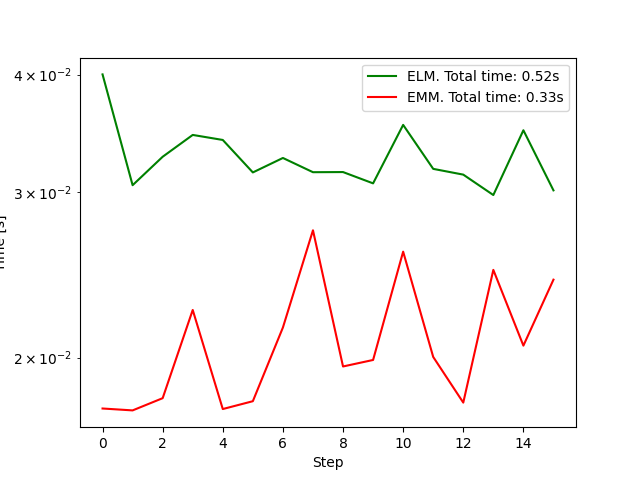 ELM. Total time: 0.52s
EMM. Total time: 0.33s
4 × 10⁻²
3 × 10⁻²
2 × 10⁻²
Time [s]
0 2 4 6 8 10 12 14
Step